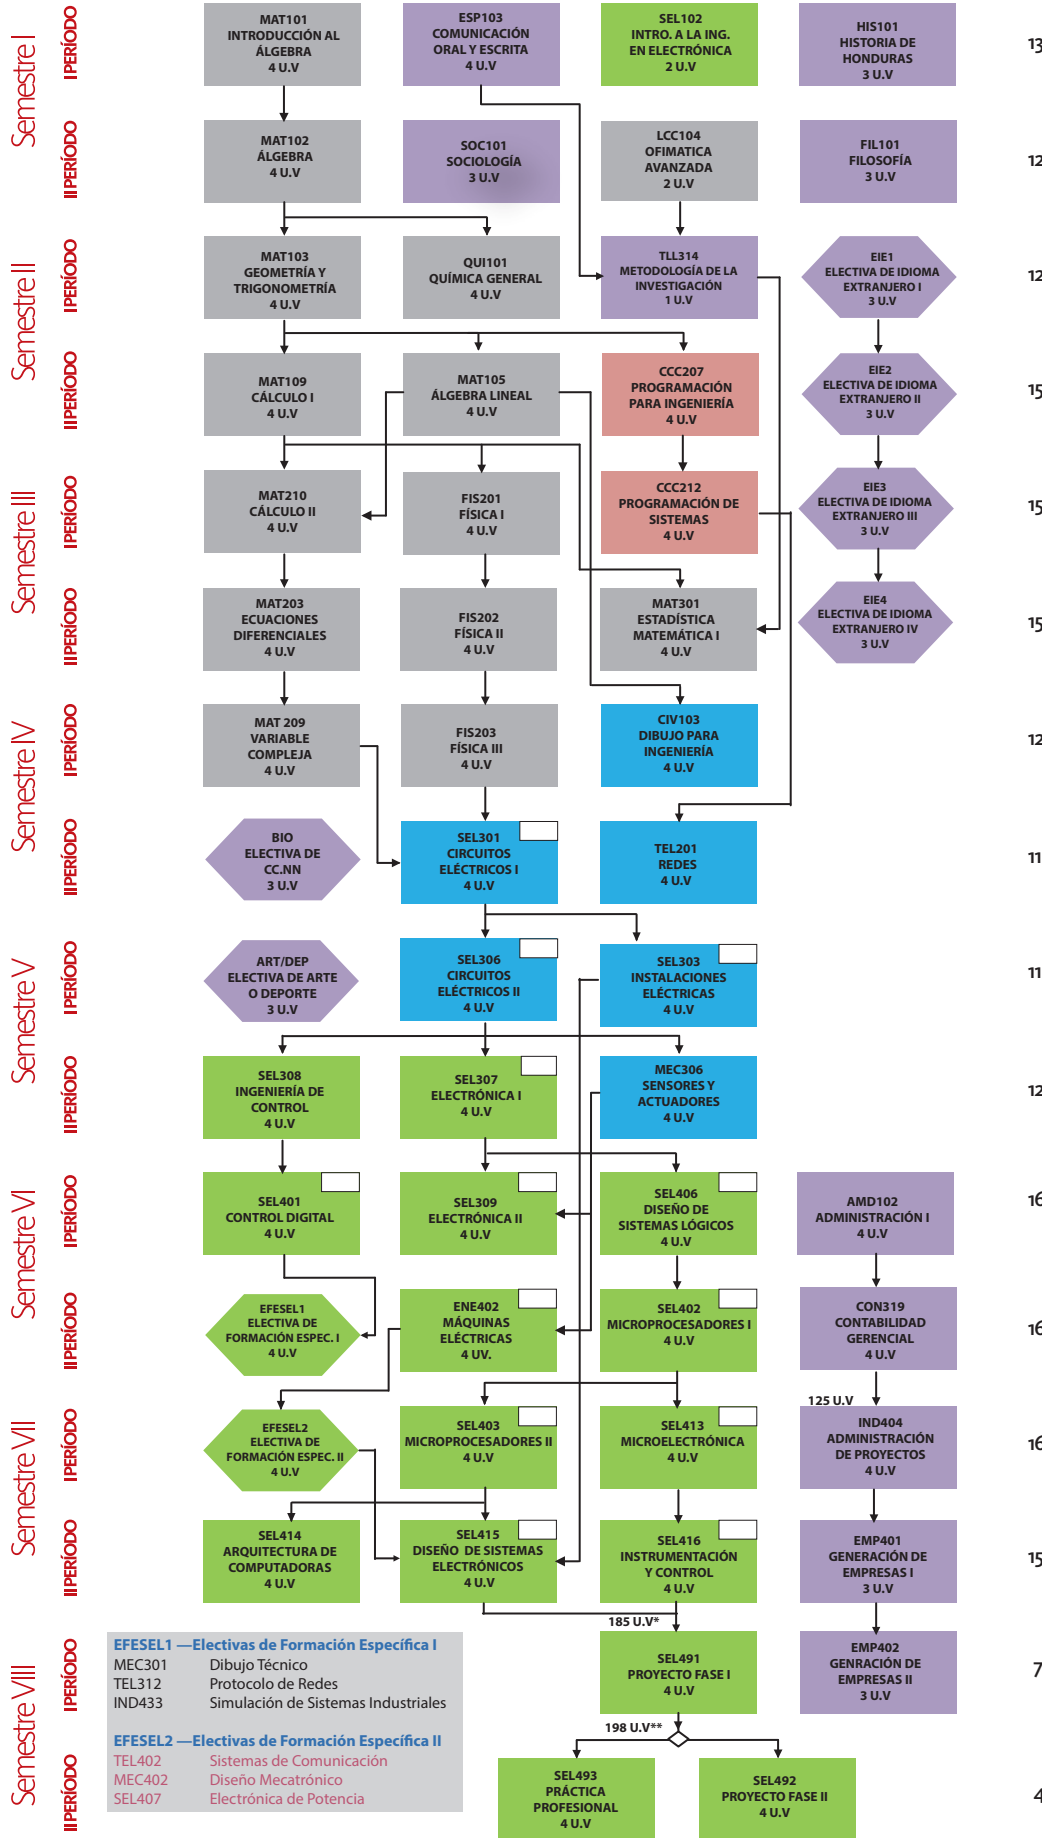 Semestre I
I PERÍODO
MAT101
INTRODUCCIÓN AL
ÁLGEBRA
4 U.V
ESP103
COMUNICACIÓN
ORAL Y ESCRITA
4 U.V
SEL102
INTRO. A LA ING.
EN ELECTRÓNICA
2 U.V
HIS101
HISTORIA DE
HONDURAS
3 U.V
13
II PERÍODO
MAT102
ÁLGEBRA
4 U.V
SOC101
SOCIOLOGÍA
3 U.V
LCC104
OFIMATICA
AVANZADA
2 U.V
FIL101
FILOSOFÍA
3 U.V
12
Semestre II
I PERÍODO
MAT103
GEOMETRÍA Y
TRIGONOMETRÍA
4 U.V
QUI101
QUÍMICA GENERAL
4 U.V
TLL314
METODOLOGÍA DE LA
INVESTIGACIÓN
1 U.V
EIE1
ELECTIVA DE IDIOMA
EXTRANJERO I
3 U.V
12
II PERÍODO
MAT109
CÁLCULO I
4 U.V
MAT105
ÁLGEBRA LINEAL
4 U.V
CCC207
PROGRAMACIÓN
PARA INGENIERÍA
4 U.V
EIE2
ELECTIVA DE IDIOMA
EXTRANJERO II
3 U.V
15
Semestre III
I PERÍODO
MAT210
CÁLCULO II
4 U.V
FIS201
FÍSICA I
4 U.V
CCC212
PROGRAMACIÓN DE
SISTEMAS
4 U.V
EIE3
ELECTIVA DE IDIOMA
EXTRANJERO III
3 U.V
15
II PERÍODO
MAT203
ECUACIONES
DIFERENCIALES
4 U.V
FIS202
FÍSICA II
4 U.V
MAT301
ESTADÍSTICA
MATEMÁTICA I
4 U.V
EIE4
ELECTIVA DE IDIOMA
EXTRANJERO IV
3 U.V
15
Semestre IV
I PERÍODO
MAT 209
VARIABLE
COMPLEJA
4 U.V
FIS203
FÍSICA III
4 U.V
CIV103
DIBUJO PARA
INGENIERÍA
4 U.V
12
II PERÍODO
BIO
ELECTIVA DE
CC.NN
3 U.V
SEL301
CIRCUITOS
ELÉCTRICOS I
4 U.V
TEL201
REDES
4 U.V
11
Semestre V
I PERÍODO
ART/DEP
ELECTIVA DE ARTE
O DEPORTE
3 U.V
SEL306
CIRCUITOS
ELÉCTRICOS II
4 U.V
SEL303
INSTALACIONES
ELÉCTRICAS
4 U.V
11
II PERÍODO
SEL308
INGENIERÍA DE
CONTROL
4 U.V
SEL307
ELECTRÓNICA I
4 U.V
MEC306
SENSORES Y
ACTUADORES
4 U.V
12
Semestre VI
I PERÍODO
SEL401
CONTROL DIGITAL
4 U.V
SEL309
ELECTRÓNICA II
4 U.V
SEL406
DISEÑO DE
SISTEMAS LÓGICOS
4 U.V
AMD102
ADMINISTRACIÓN I
4 U.V
16
II PERÍODO
EFESEL1
ELECTIVA DE
FORMACIÓN ESPEC. I
4 U.V
ENE402
MÁQUINAS
ELÉCTRICAS
4 UV.
SEL402
MICROPROCESADORES I
4 U.V
CON319
CONTABILIDAD
GERENCIAL
4 U.V
16
Semestre VII
I PERÍODO
EFESEL2
ELECTIVA DE
FORMACIÓN ESPEC. II
4 U.V
SEL403
MICROPROCESADORES II
4 U.V
SEL413
MICROELECTRÓNICA
4 U.V
125 U.V
IND404
ADMINISTRACIÓN
DE PROYECTOS
4 U.V
16
II PERÍODO
SEL414
ARQUITECTURA DE
COMPUTADORAS
4 U.V
SEL415
DISEÑO DE SISTEMAS
ELECTRÓNICOS
4 U.V
SEL416
INSTRUMENTACIÓN
Y CONTROL
4 U.V
EMP401
GENERACIÓN DE
EMPRESAS I
3 U.V
15
Semestre VIII
I PERÍODO
185 U.V*
SEL491
PROYECTO FASE I
4 U.V
EMP402
GENRACIÓN DE
EMPRESAS II
3 U.V
7
EFESEL1 —Electivas de Formación Específica I
MEC301 Dibujo Técnico
TEL312 Protocolo de Redes
IND433 Simulación de Sistemas Industriales
EFESEL2 —Electivas de Formación Específica II
TEL402 Sistemas de Comunicación
MEC402 Diseño Mecatrónico
SEL407 Electrónica de Potencia
II PERÍODO
198 U.V**
SEL493
PRÁCTICA
PROFESIONAL
4 U.V
SEL492
PROYECTO FASE II
4 U.V
4